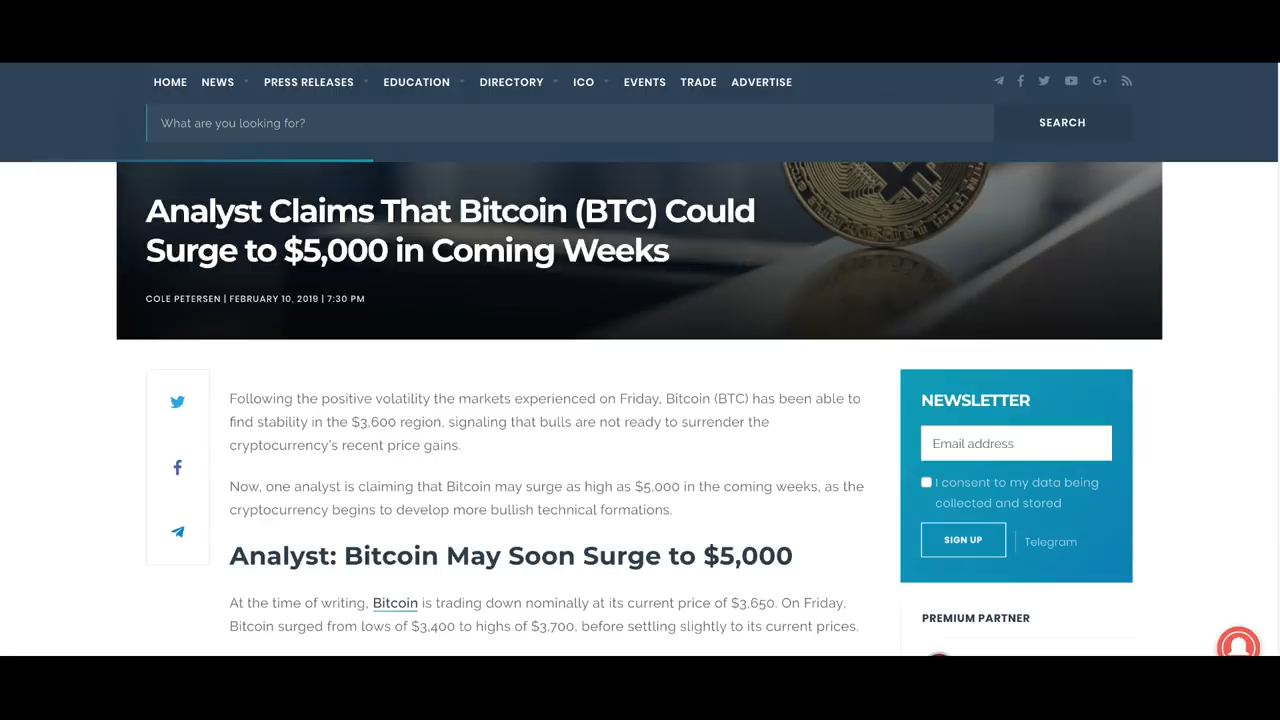 HOME NEWS PRESS RELEASES EDUCATION DIRECTORY ICO EVENTS TRADE ADVERTISE
What are you looking for?
SEARCH
Analyst Claims That Bitcoin (BTC) Could
Surge to $5,000 in Coming Weeks
COLE PETERSEN | FEBRUARY 10, 2019 | 7:30 PM
Following the positive volatility the markets experienced on Friday, Bitcoin (BTC) has been able to
find stability in the $3,600 region, signaling that bulls are not ready to surrender the
cryptocurrency's recent price gains.
Now, one analyst is claiming that Bitcoin may surge as high as $5,000 in the coming weeks, as the
cryptocurrency begins to develop more bullish technical formations.
Analyst: Bitcoin May Soon Surge to $5,000
At the time of writing, Bitcoin is trading down nominally at its current price of $3,650. On Friday,
Bitcoin surged from lows of $3,400 to highs of $3,700, before settling slightly to its current prices.
NEWSLETTER
Email address
I consent to my data being
collected and stored
SIGN UP
Telegram
PREMIUM PARTNER